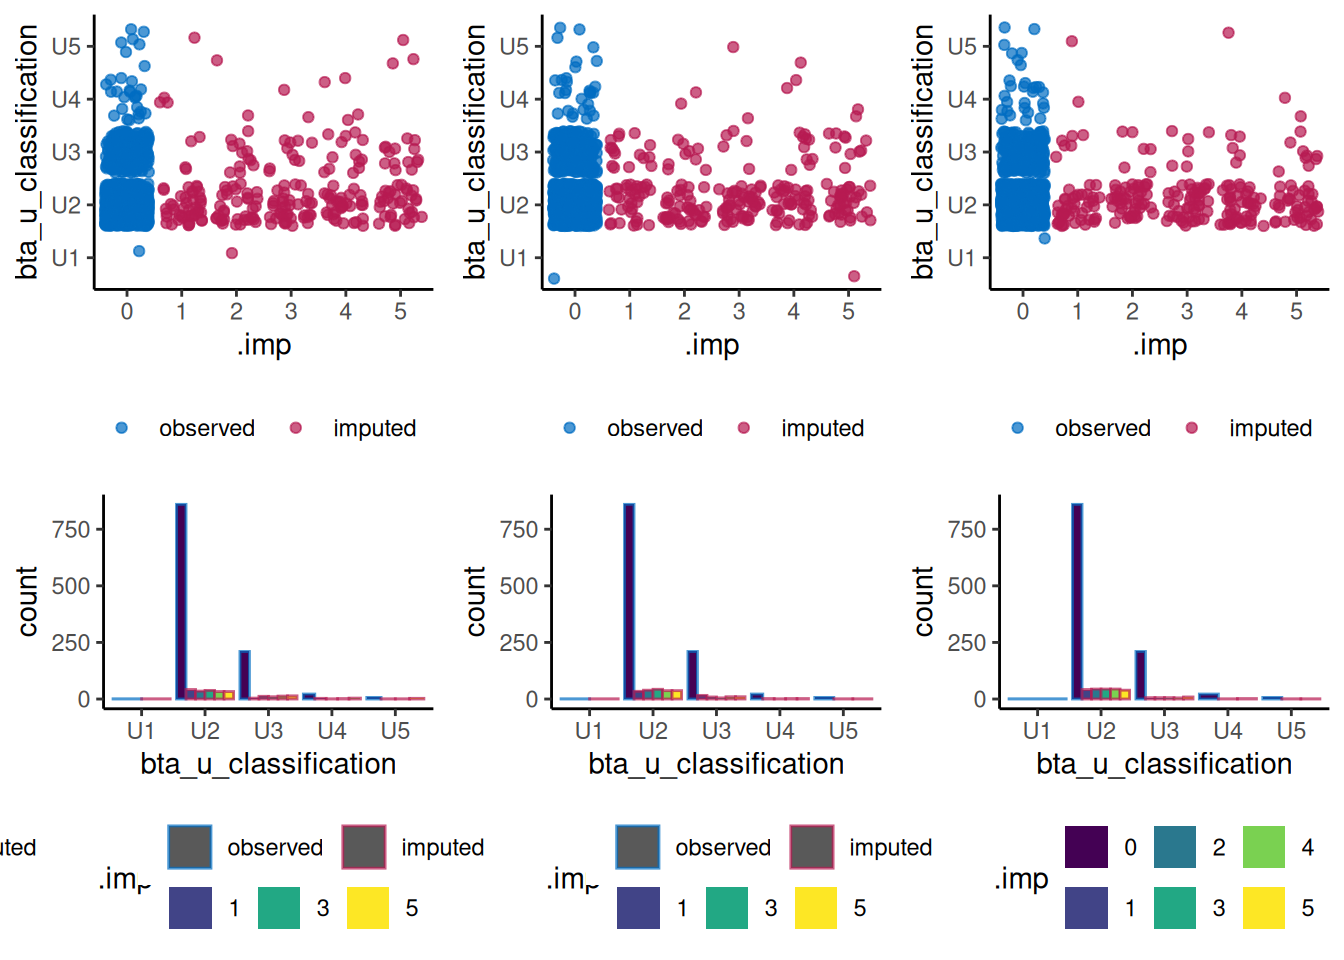 bta_u_classification
U5
U4
U3
U2
U1
0 1 2 3 4 5
.imp
bta_u_classification
U5
U4
U3
U2
U1
0 1 2 3 4 5
.imp
bta_u_classification
U5
U4
U3
U2
U1
0 1 2 3 4 5
.imp
observed imputed
observed imputed
observed imputed
count
750
500
250
0
U1 U2 U3 U4 U5
bta_u_classification
count
750
500
250
0
U1 U2 U3 U4 U5
bta_u_classification
count
750
500
250
0
U1 U2 U3 U4 U5
bta_u_classification
uted
observed imputed
.imp
1 3 5
observed imputed
.imp
1 3 5
.imp
0 2 4
1 3 5